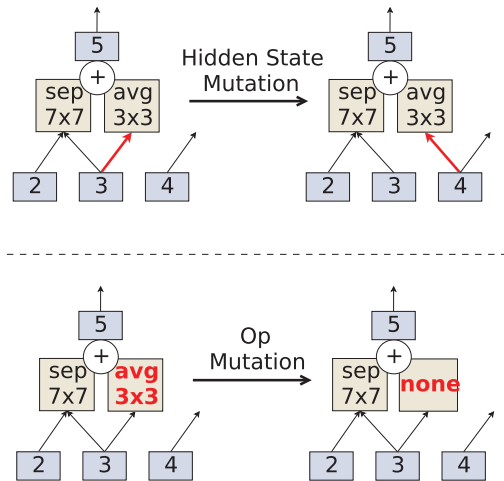 5
+
sep avg
7x7 3x3
2 3 4
Hidden State
Mutation
5
+
sep avg
7x7 3x3
2 3 4
5
+
sep avg
7x7 3x3
2 3 4
Op
Mutation
5
+
sep
7x7 none
2 3 4